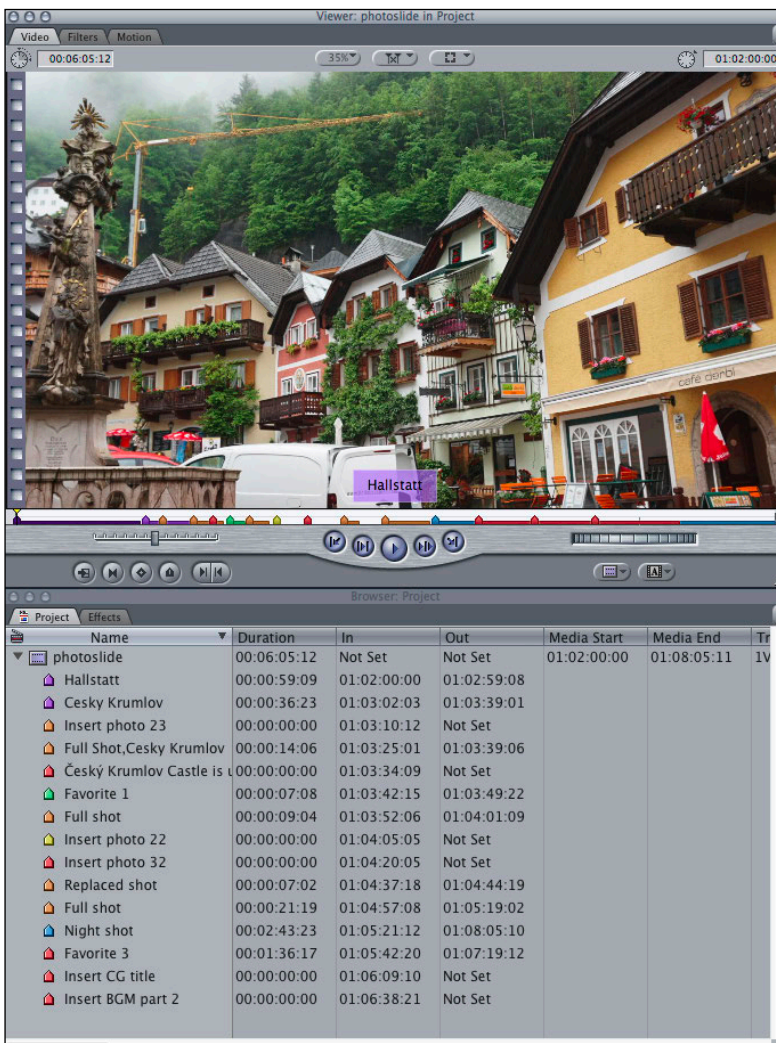 Viewer: photoslide in Project
Video Filters Motion
00:06:05:12 35% 01:02:00:00
café derbl
Hallstatt
Browser: Project
Project Effects
Name Duration In Out Media Start Media End Tr
photoslide 00:06:05:12 Not Set Not Set 01:02:00:00 01:08:05:11 1V
Hallstatt 00:00:59:09 01:02:00:00 01:02:59:08
Cesky Krumlov 00:00:36:23 01:03:02:03 01:03:39:01
Insert photo 23 00:00:00:00 01:03:10:12 Not Set
Full Shot,Cesky Krumlov 00:00:14:06 01:03:25:01 01:03:39:06
Český Krumlov Castle is u 00:00:00:00 01:03:34:09 Not Set
Favorite 1 00:00:07:08 01:03:42:15 01:03:49:22
Full shot 00:00:09:04 01:03:52:06 01:04:01:09
Insert photo 22 00:00:00:00 01:04:05:05 Not Set
Insert photo 32 00:00:00:00 01:04:20:05 Not Set
Replaced shot 00:00:07:02 01:04:37:18 01:04:44:19
Full shot 00:00:21:19 01:04:57:08 01:05:19:02
Night shot 00:02:43:23 01:05:21:12 01:08:05:10
Favorite 3 00:01:36:17 01:05:42:20 01:07:19:12
Insert CG title 00:00:00:00 01:06:09:10 Not Set
Insert BGM part 2 00:00:00:00 01:06:38:21 Not Set